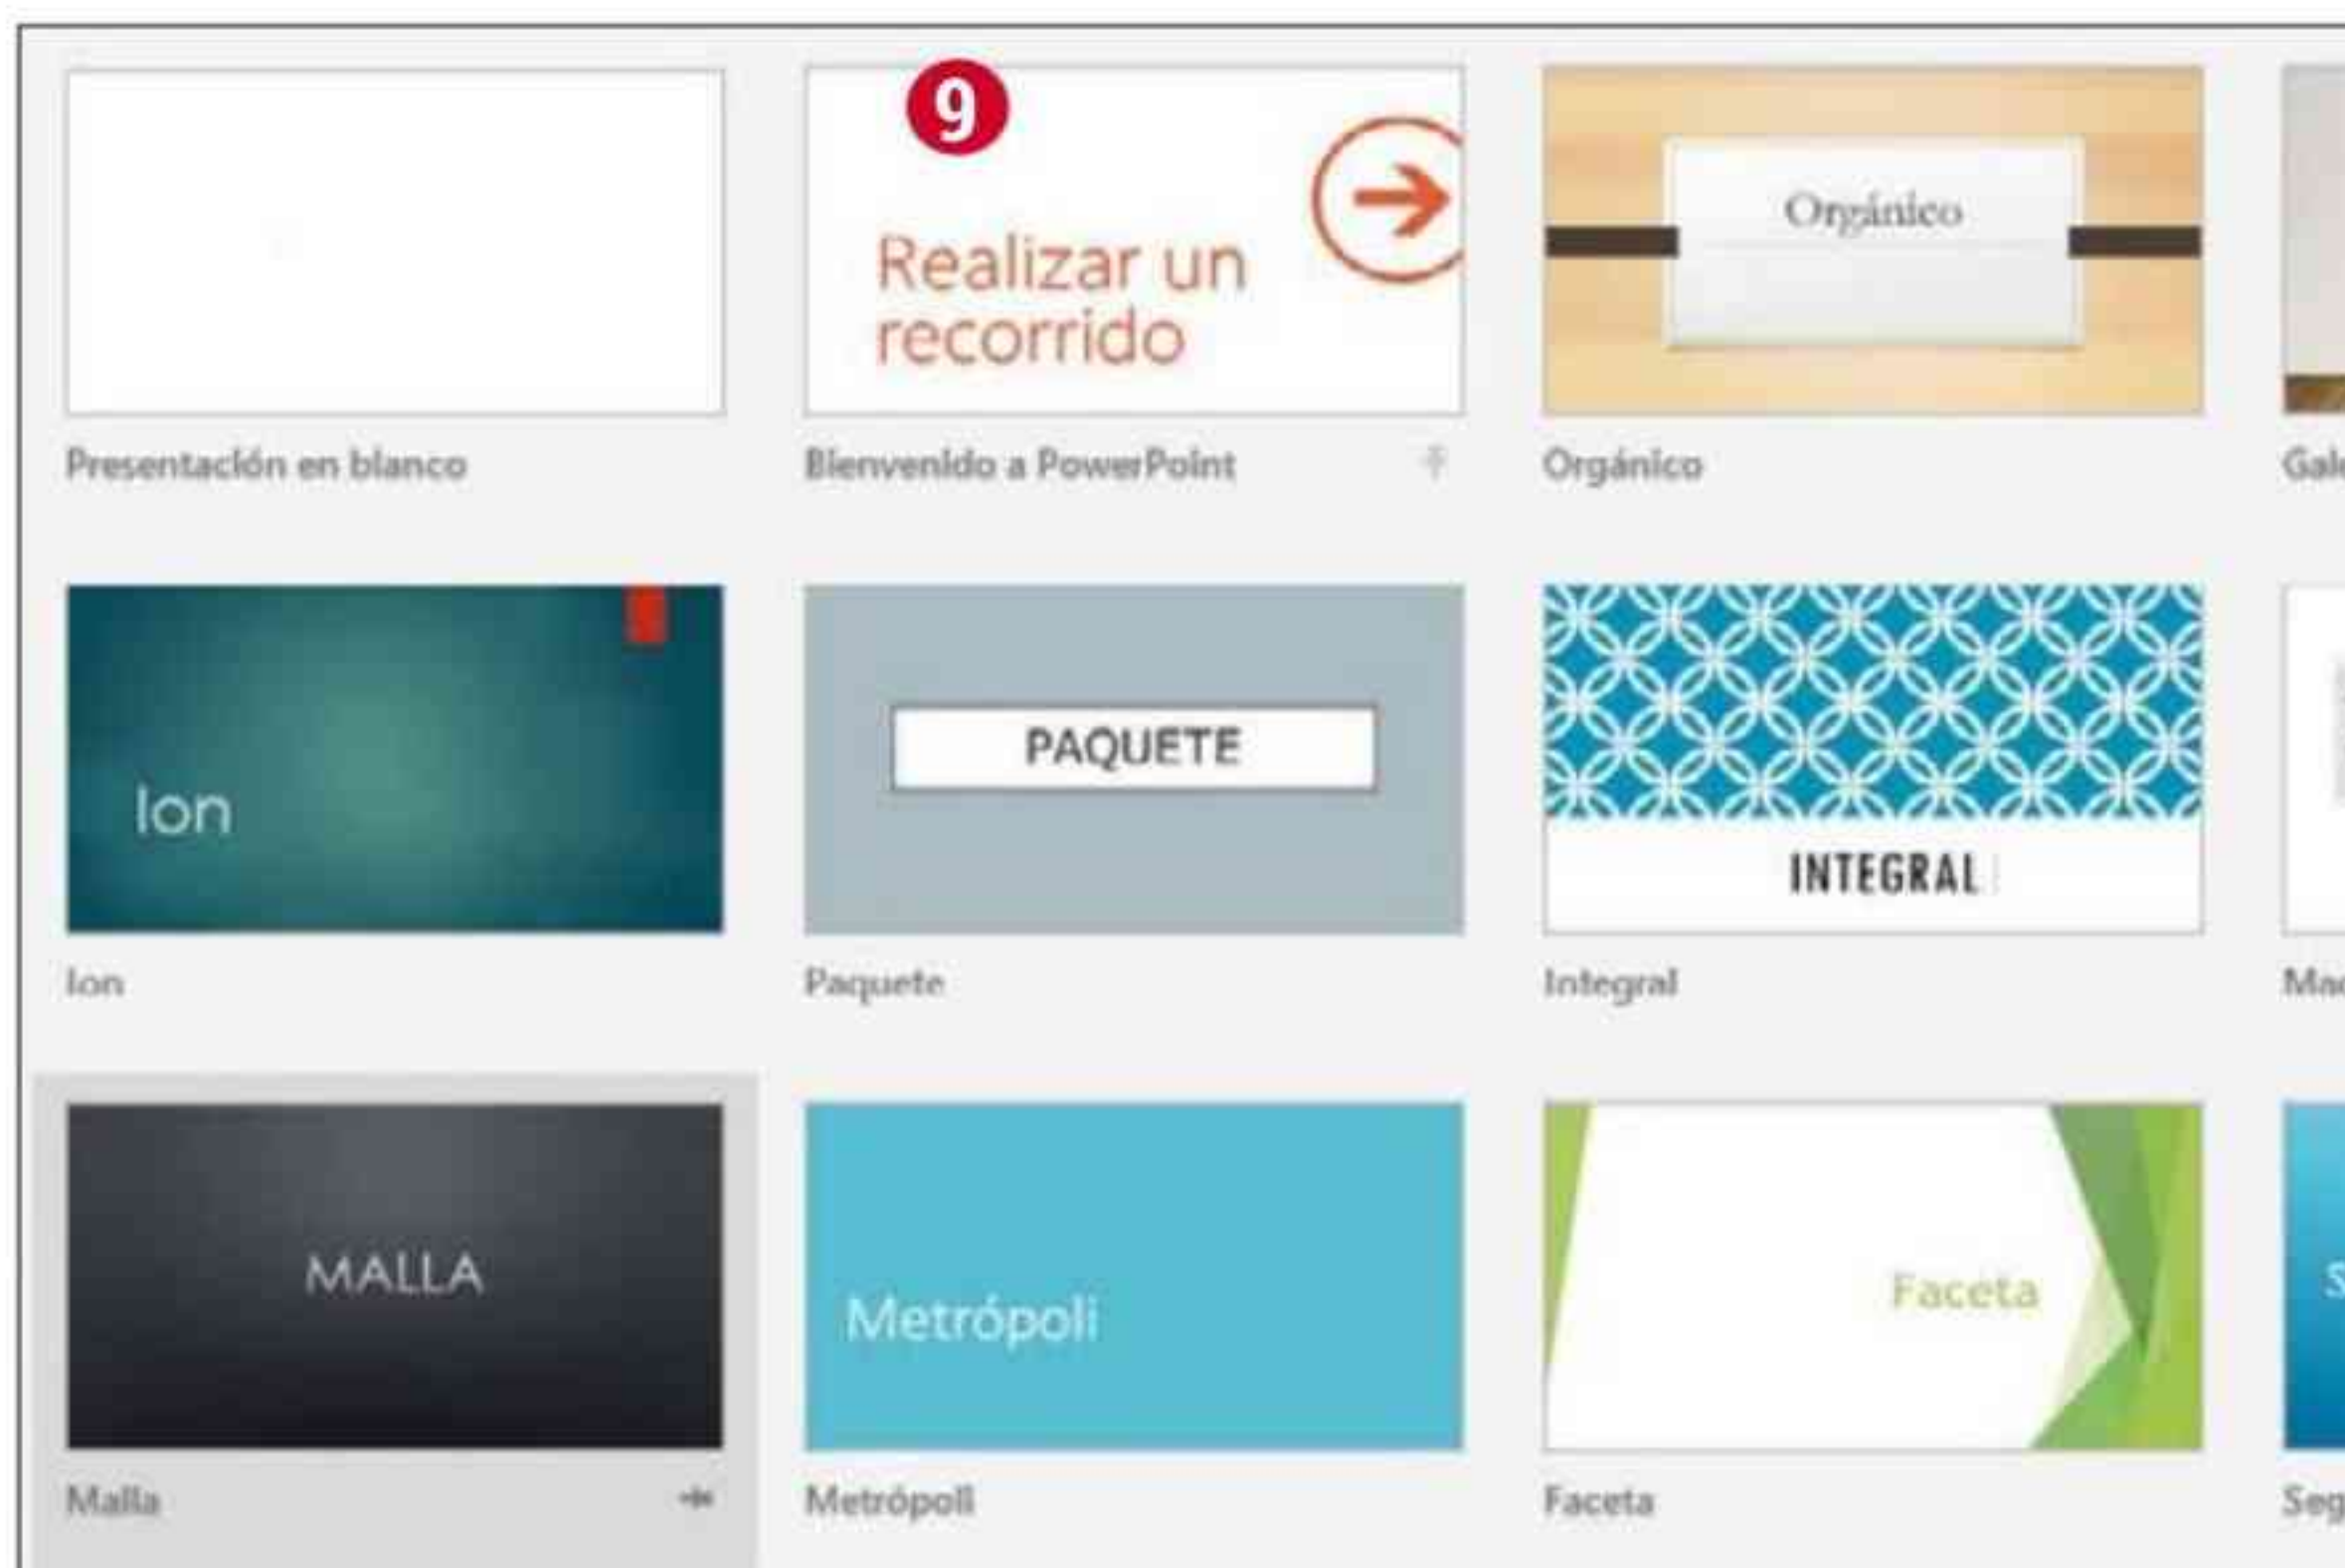 9
Realizar un
recorrido
Orgánico
Presentación en blanco
Bienvenido a PowerPoint
Orgánico
Ion
PAQUETE
INTEGRAL
Ion
Paquete
Integral
MALLA
Metrópoli
Faceta
Malla
Metrópoli
Faceta